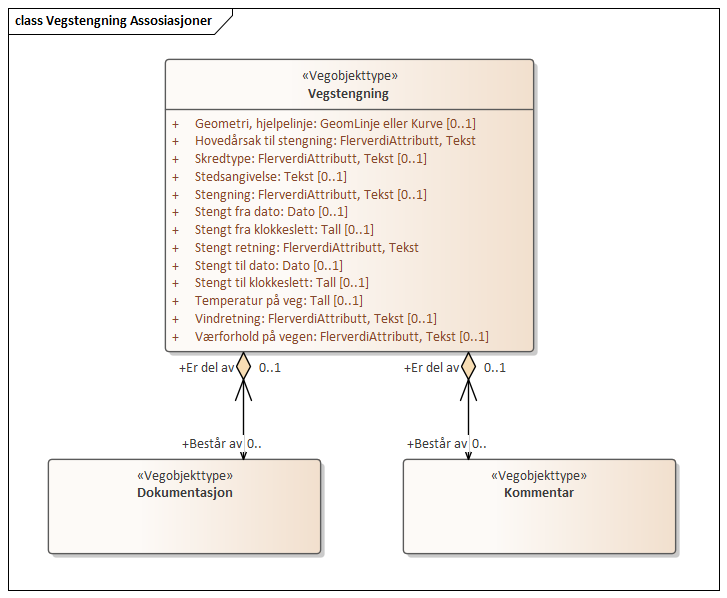 class Vegstengning Assosiasjoner
«Vegobjekttype»
Vegstengning
+ Geometri, hjelpelinje: GeomLinje eller Kurve [0..1]
+ Hovedårsak til stengning: FlerverdiAttributt, Tekst
+ Skredtype: FlerverdiAttributt, Tekst [0..1]
+ Stedsangivelse: Tekst [0..1]
+ Stengning: FlerverdiAttributt, Tekst [0..1]
+ Stengt fra dato: Dato [0..1]
+ Stengt fra klokkeslett: Tall [0..1]
+ Stengt retning: FlerverdiAttributt, Tekst
+ Stengt til dato: Dato [0..1]
+ Stengt til klokkeslett: Tall [0..1]
+ Temperatur på veg: Tall [0..1]
+ Vindretning: FlerverdiAttributt, Tekst [0..1]
+ Værforhold på vegen: FlerverdiAttributt, Tekst [0..1]
+Er del av 0..1
+Er del av 0..1
+Består av 0..
+Består av 0..
«Vegobjekttype»
Dokumentasjon
«Vegobjekttype»
Kommentar